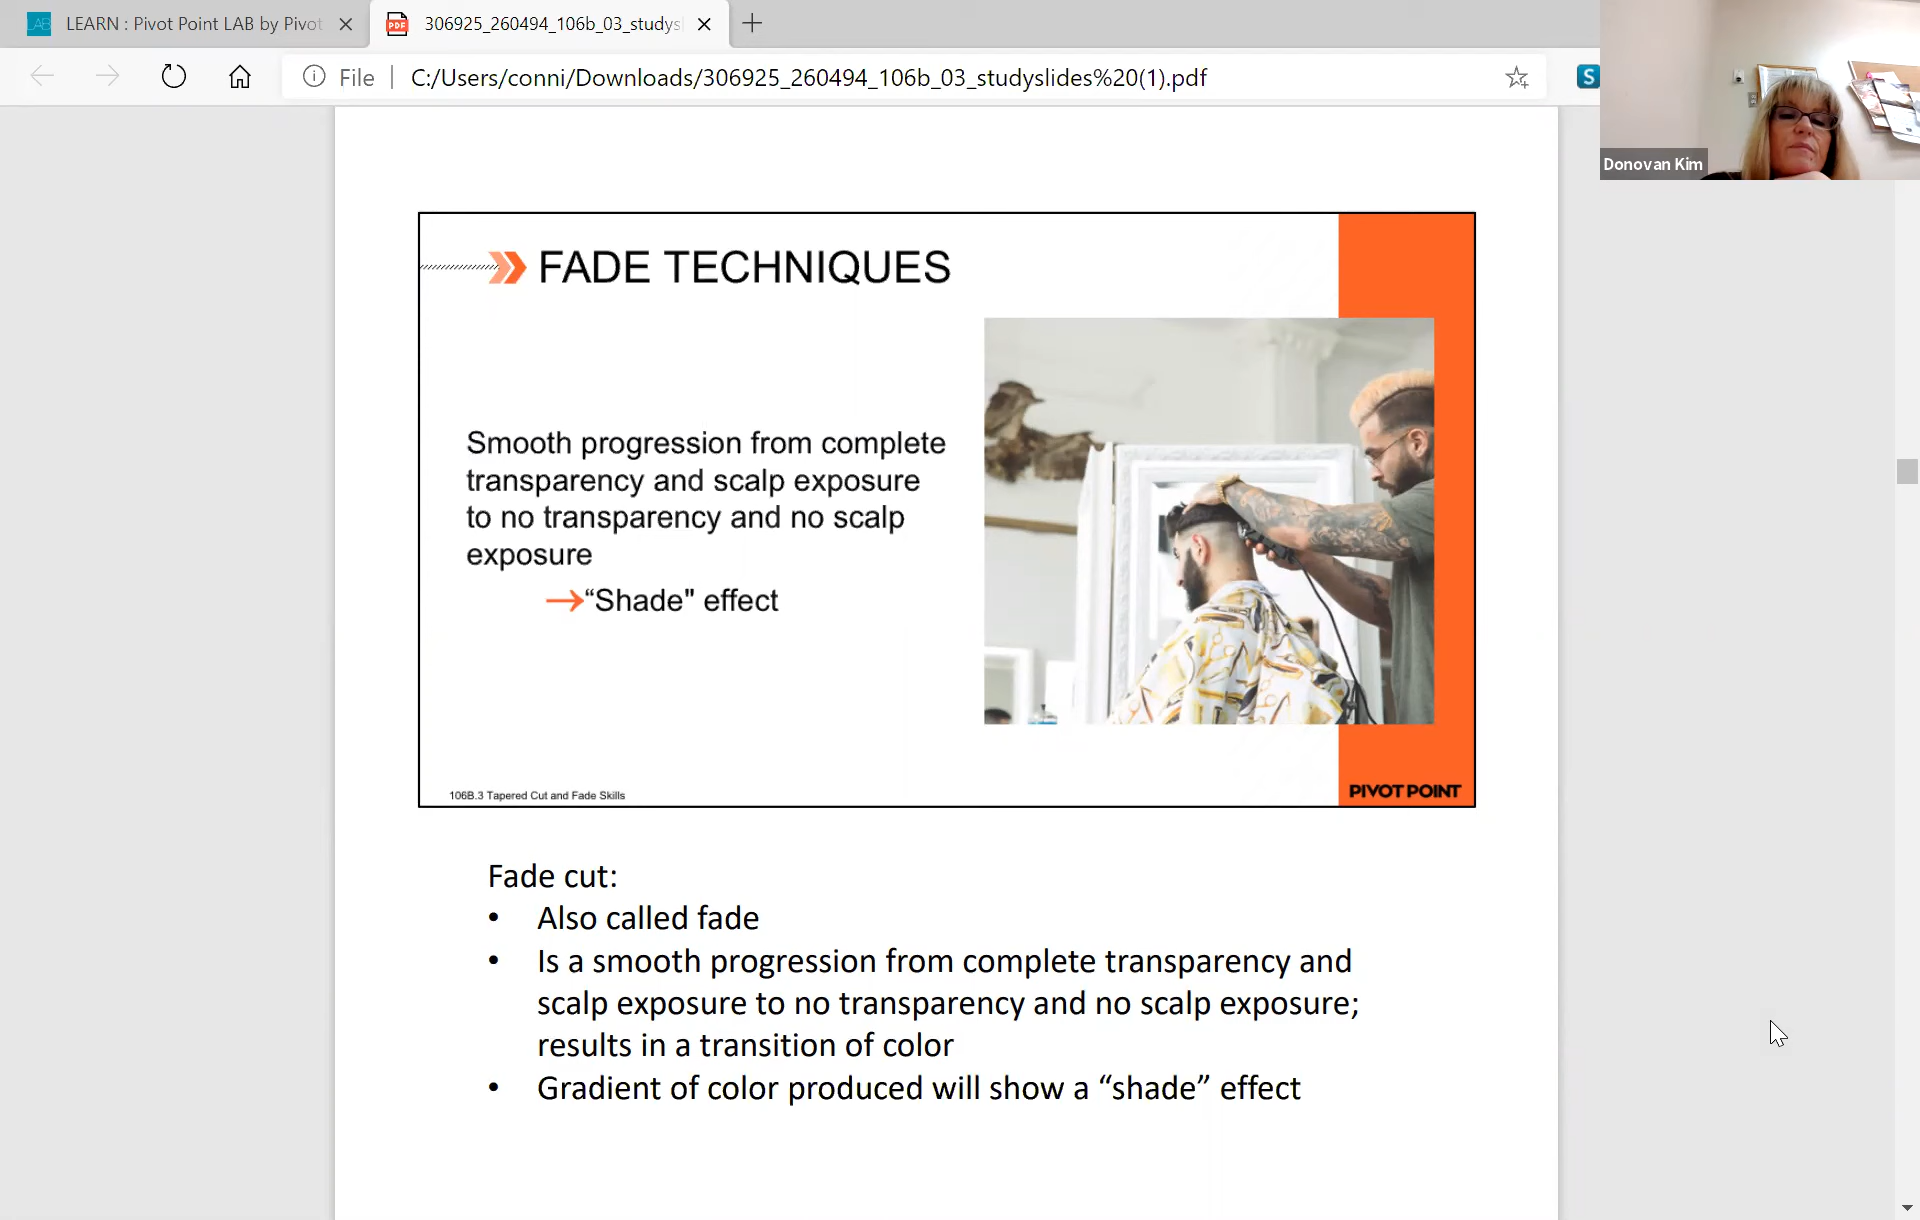 LAB LEARN : Pivot Point LAB by Pivot
PDF 306925_260494_106b_03_studys
File | C:/Users/conni/Downloads/306925_260494_106b_03_studyslides%20(1).pdf
S
Donovan Kim
FADE TECHNIQUES
Smooth progression from complete
transparency and scalp exposure
to no transparency and no scalp
exposure
→“Shade" effect
106B.3 Tapered Cut and Fade Skills
PIVOT POINT
Fade cut:
• Also called fade
• Is a smooth progression from complete transparency and
scalp exposure to no transparency and no scalp exposure;
results in a transition of color
• Gradient of color produced will show a “shade” effect